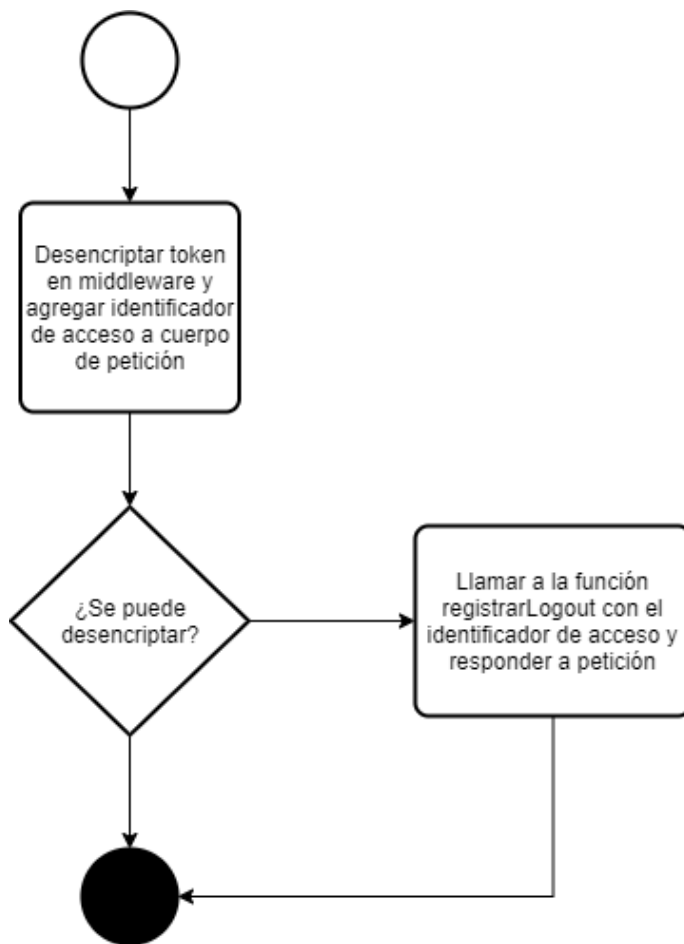 Desencriptar token
en middleware y
agregar identificador
de acceso a cuerpo
de petición
¿Se puede
desencriptar?
Llamar a la función
registrarLogout con el
identificador de acceso y
responder a petición